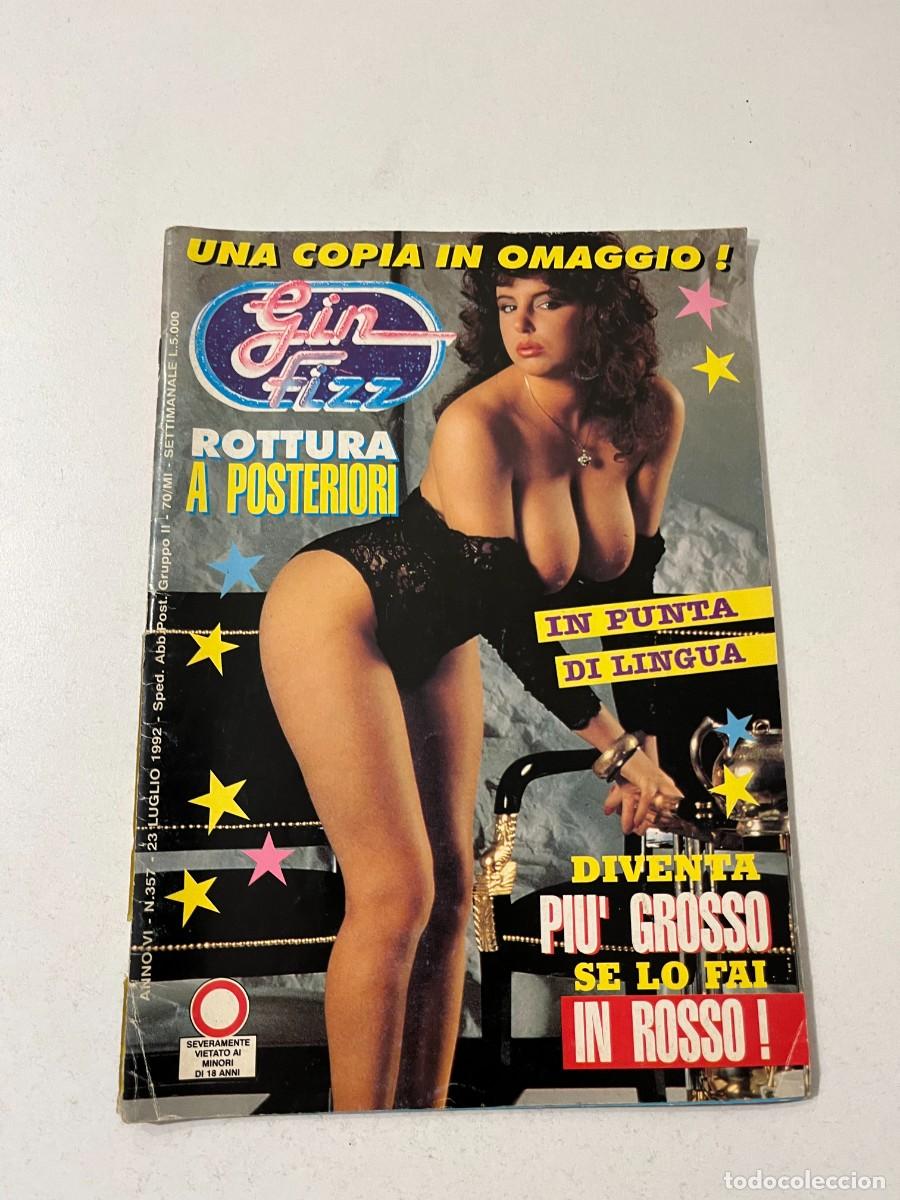 UNA COPIA IN OMAGGIO !
Gin
Fizz
ROTTURA
A POSTERIORI
IN PUNTA
DI LINGUA
DIVENTA
PIU' GROSSO
SE LO FAI
IN ROSSO !
SEVERAMENTE
VIETATO AI
MINORI
DI 18 ANNI
ANNO VI - N.357 - 23 LUGLIO 1992 - Sped. Abb.Post. Gruppo II - 70/MI - SETTIMANALE L.5.000
todocoleccion